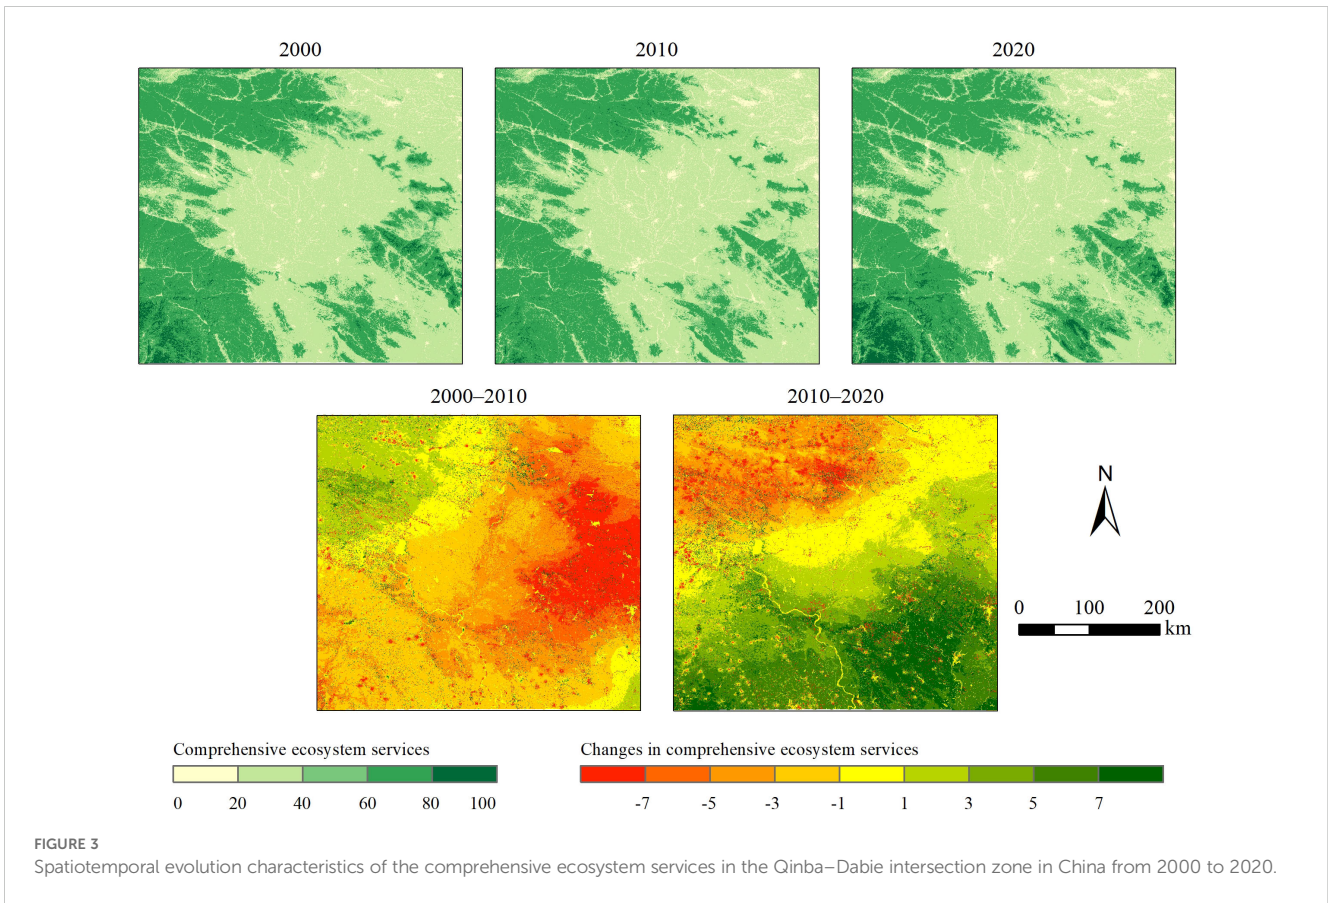 2000
2010
2020
2000–2010
2010–2020
N
0 100 200
km
Comprehensive ecosystem services
0 20 40 60 80 100
Changes in comprehensive ecosystem services
-7 -5 -3 -1 1 3 5 7
FIGURE 3
Spatiotemporal evolution characteristics of the comprehensive ecosystem services in the Qinba–Dabie intersection zone in China from 2000 to 2020.